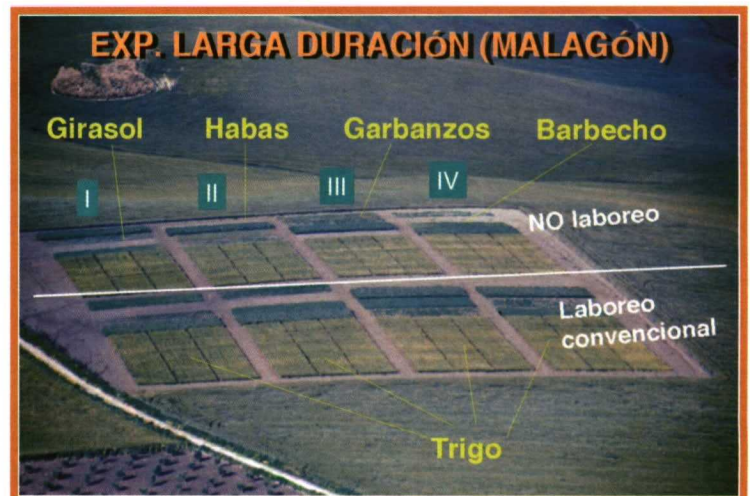 EXP. LARGA DURACIÓN (MALAGÓN)
Girasol Habas Garbanzos Barbecho
I II III IV
NO laboreo
Laboreo
convencional
Trigo